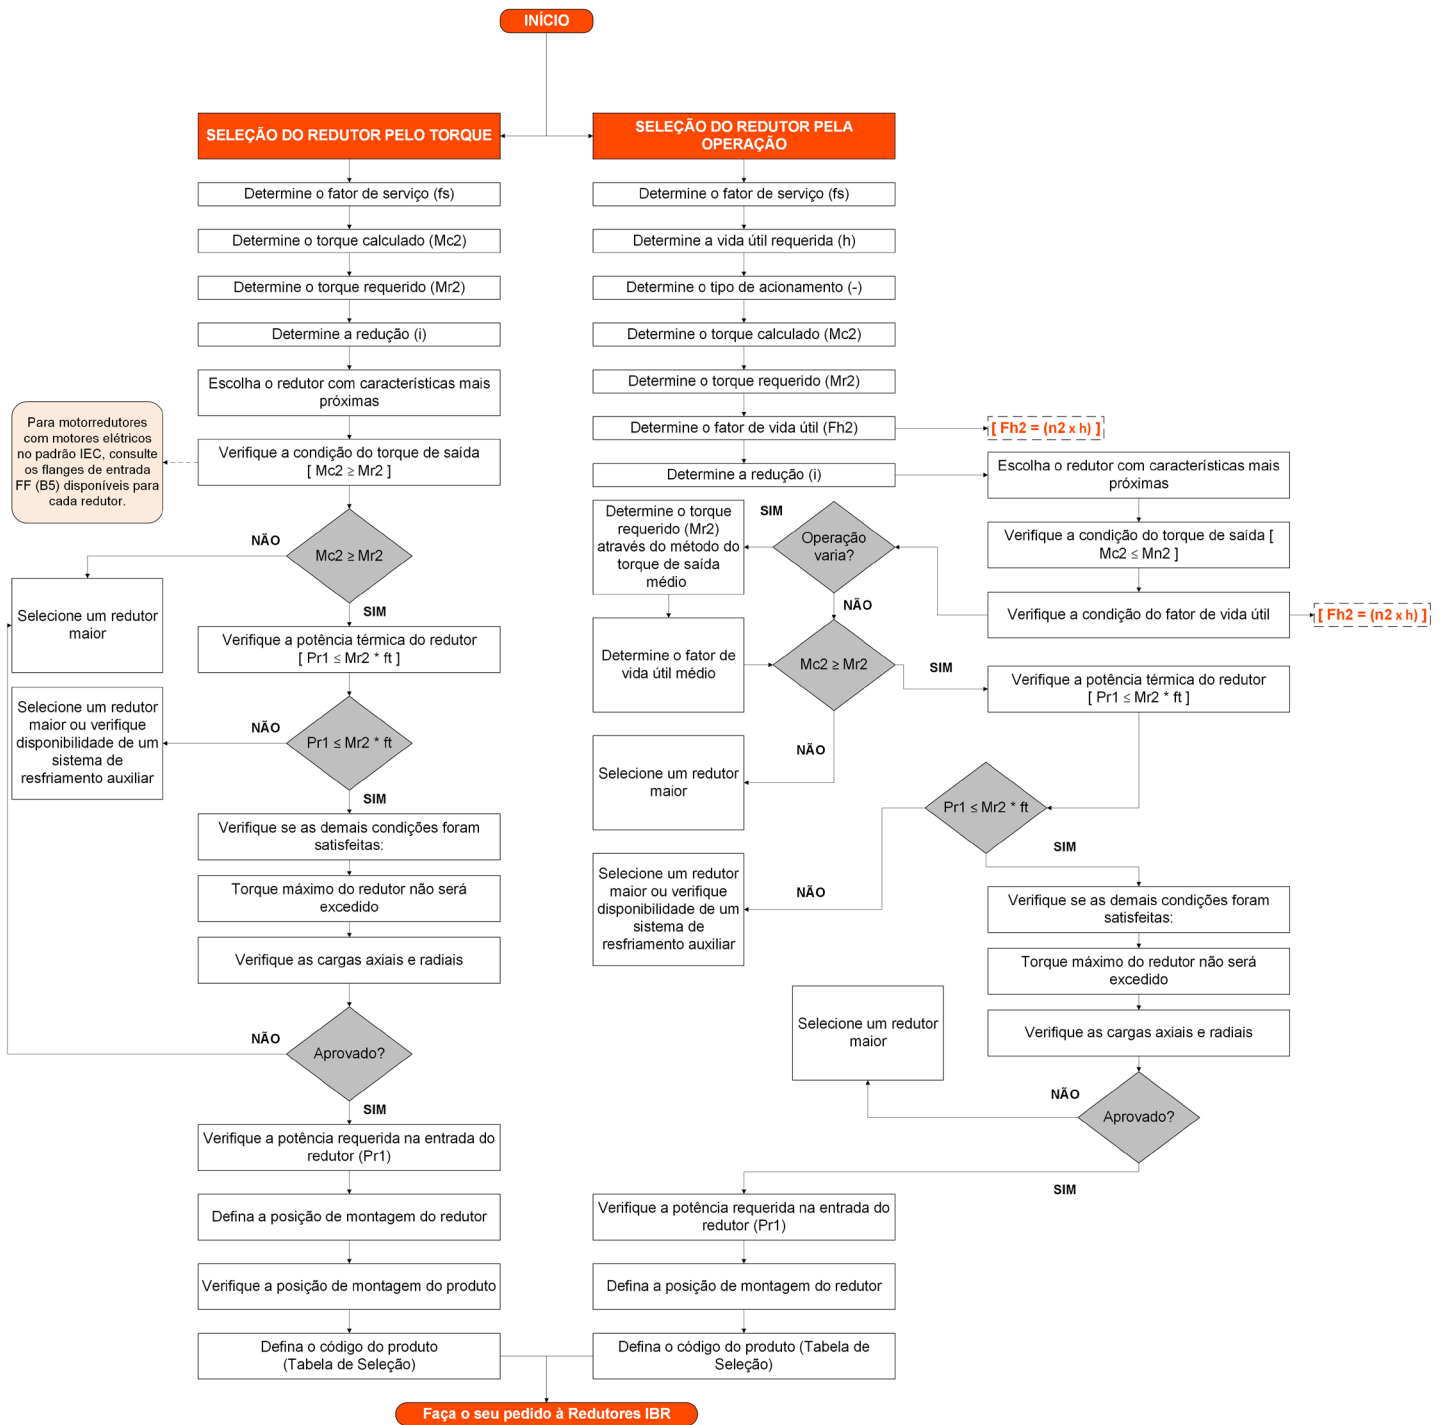 INÍCIO
SELEÇÃO DO REDUTOR PELO TORQUE
Determine o fator de serviço (fs)
Determine o torque calculado (Mc2)
Determine o torque requerido (Mr2)
Determine a redução (i)
Escolha o redutor com características mais
próximas
Para motorredutores
com motores elétricos
no padrão IEC, consulte
os flanges de entrada
FF (B5) disponíveis para
cada redutor.
Verifique a condição do torque de saída
[ Mc2 ≥ Mr2 ]
NÃO
Mc2 ≥ Mr2
Selecione um redutor
maior
SIM
Verifique a potência térmica do redutor
[ Pr1 ≤ Mr2 * ft ]
Selecione um redutor
maior ou verifique
disponibilidade de um
sistema de
resfriamento auxiliar
NÃO
Pr1 ≤ Mr2 * ft
SIM
Verifique se as demais condições foram
satisfeitas:
Torque máximo do redutor não será
excedido
Verifique as cargas axiais e radiais
NÃO
Aprovado?
SIM
Verifique a potência requerida na entrada do
redutor (Pr1)
Defina a posição de montagem do redutor
Verifique a posição de montagem do produto
Defina o código do produto
(Tabela de Seleção)
SELEÇÃO DO REDUTOR PELA
OPERAÇÃO
Determine o fator de serviço (fs)
Determine a vida útil requerida (h)
Determine o tipo de acionamento (-)
Determine o torque calculado (Mc2)
Determine o torque requerido (Mr2)
Determine o fator de vida útil (Fh2)
[ Fh2 = (n2 x h) ]
Determine a redução (i)
Escolha o redutor com características mais
próximas
Verifique a condição do torque de saída [
Mc2 ≤ Mn2 ]
Verifique a condição do fator de vida útil
[ Fh2 = (n2 x h) ]
Operação
varia?
SIM
Determine o torque
requerido (Mr2)
através do método do
torque de saída
médio
NÃO
Determine o fator de
vida útil médio
Mc2 ≥ Mr2
SIM
Verifique a potência térmica do redutor
[ Pr1 ≤ Mr2 * ft ]
NÃO
Selecione um redutor
maior
Pr1 ≤ Mr2 * ft
SIM
NÃO
Selecione um redutor
maior ou verifique
disponibilidade de um
sistema de
resfriamento auxiliar
Verifique se as demais condições foram
satisfeitas:
Torque máximo do redutor não será
excedido
Verifique as cargas axiais e radiais
Selecione um redutor
maior
NÃO
Aprovado?
SIM
Verifique a potência requerida na entrada do
redutor (Pr1)
Defina a posição de montagem do redutor
Defina o código do produto (Tabela de
Seleção)
Faça o seu pedido à Redutores IBR